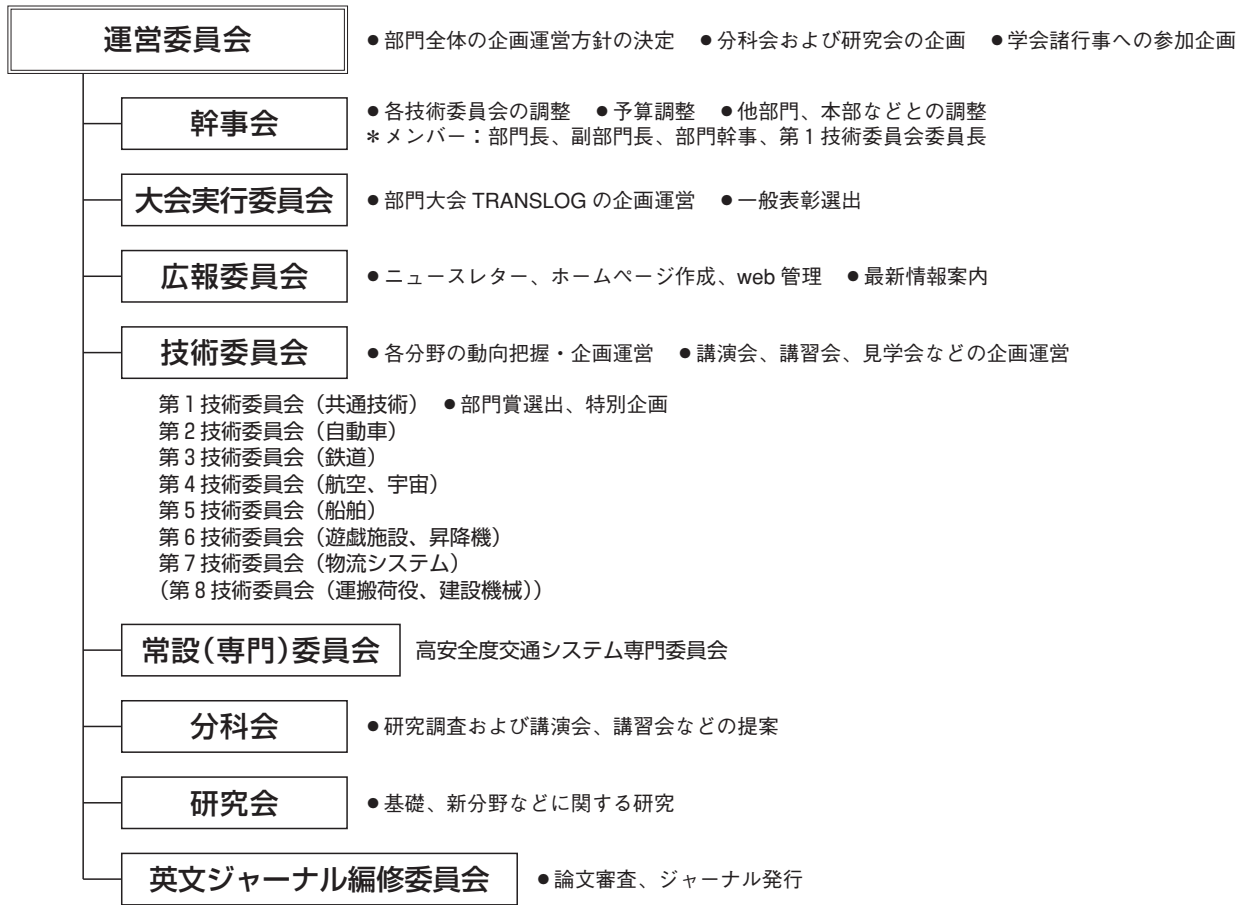 運営委員会 ●部門全体の企画運営方針の決定 ●分科会および研究会の企画 ●学会諸行事への参加企画
幹事会 ●各技術委員会の調整 ●予算調整 ●他部門、本部などとの調整
＊メンバー：部門長、副部門長、部門幹事、第1技術委員会委員長
大会実行委員会 ●部門大会 TRANSLOG の企画運営 ●一般表彰選出
広報委員会 ●ニュースレター、ホームページ作成、web 管理 ●最新情報案内
技術委員会 ●各分野の動向把握・企画運営 ●講演会、講習会、見学会などの企画運営
第1技術委員会（共通技術） ●部門賞選出、特別企画
第2技術委員会（自動車）
第3技術委員会（鉄道）
第4技術委員会（航空、宇宙）
第5技術委員会（船舶）
第6技術委員会（遊戯施設、昇降機）
第7技術委員会（物流システム）
（第8技術委員会（運搬荷役、建設機械））
常設（専門）委員会 高安全度交通システム専門委員会
分科会 ●研究調査および講演会、講習会などの提案
研究会 ●基礎、新分野などに関する研究
英文ジャーナル編修委員会 ●論文審査、ジャーナル発行